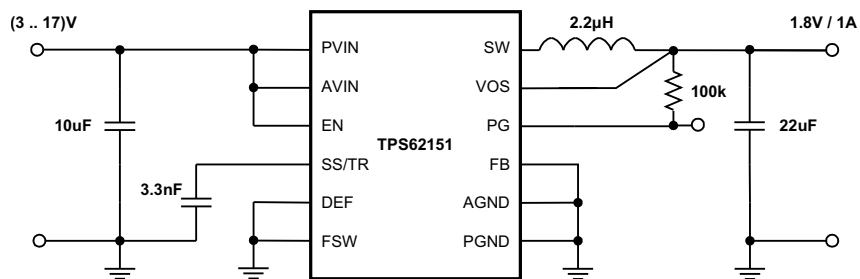 (3 .. 17)V
2.2µH
1.8V / 1A
PVIN
SW
AVIN
VOS
100k
10uF
EN
TPS62151
PG
22uF
SS/TR
FB
3.3nF
DEF
AGND
FSW
PGND